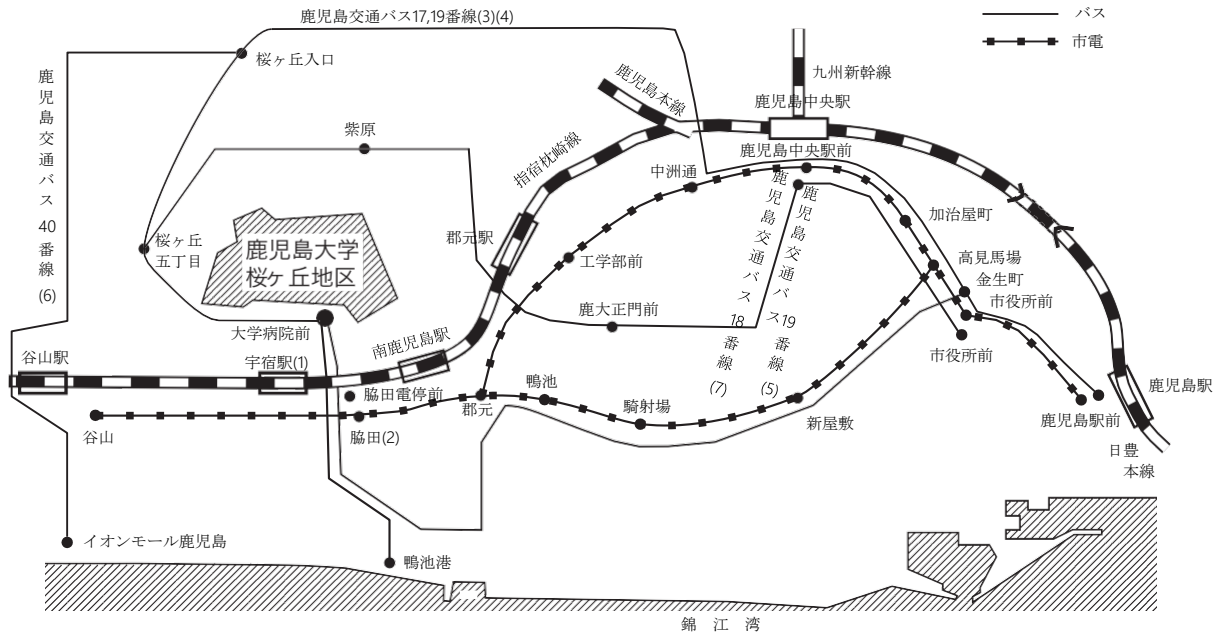 鹿児島交通バス17,19番線(3)(4)
バス
市電
桜ヶ丘入口
鹿児島交通バス40番線(6)
九州新幹線
鹿児島本線
鹿児島中央駅
紫原
指宿枕崎線
鹿児島中央駅前
中洲通
鹿児島交通バス18番線(7)
鹿児島交通バス19番線(5)
加治屋町
桜ヶ丘
五丁目
鹿児島大学
桜ヶ丘地区
郡元駅
工学部前
高見馬場
金生町
市役所前
鹿大正門前
大学病院前
南鹿児島駅
市役所前
谷山駅
宇宿駅(1)
脇田電停前
郡元
鴨池
騎射場
新屋敷
鹿児島駅
鹿児島駅前
谷山
脇田(2)
日豊
本線
イオンモール鹿児島
鴨池港
錦江湾